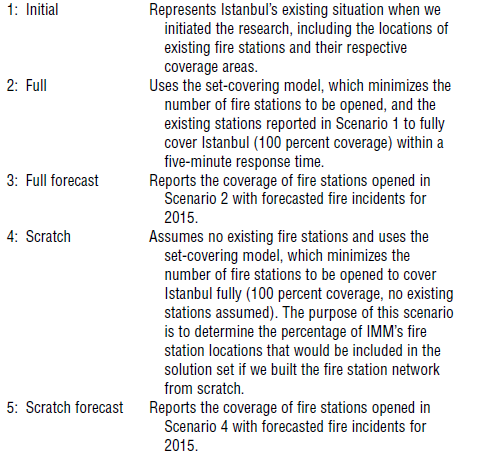 1: Initial Represents Istanbul's existing situation when we
initiated the research, including the locations of
existing fire stations and their respective
coverage areas.
2: Full Uses the set-covering model, which minimizes the
number of fire stations to be opened, and the
existing stations reported in Scenario 1 to fully
cover Istanbul (100 percent coverage) within a
five-minute response time.
3: Full forecast Reports the coverage of fire stations opened in
Scenario 2 with forecasted fire incidents for
2015.
4: Scratch Assumes no existing fire stations and uses the
set-covering model, which minimizes the
number of fire stations to be opened to cover
Istanbul fully (100 percent coverage, no existing
stations assumed). The purpose of this scenario
is to determine the percentage of IMM's fire
station locations that would be included in the
solution set if we built the fire station network
from scratch.
5: Scratch forecast Reports the coverage of fire stations opened in
Scenario 4 with forecasted fire incidents for
2015.